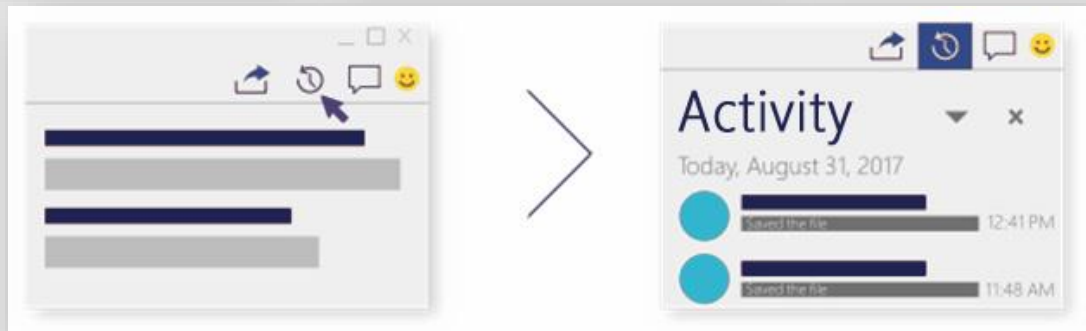 Activity
Today, August 31, 2017
Saved the file 12:41 PM
Saved the file 11:48 AM